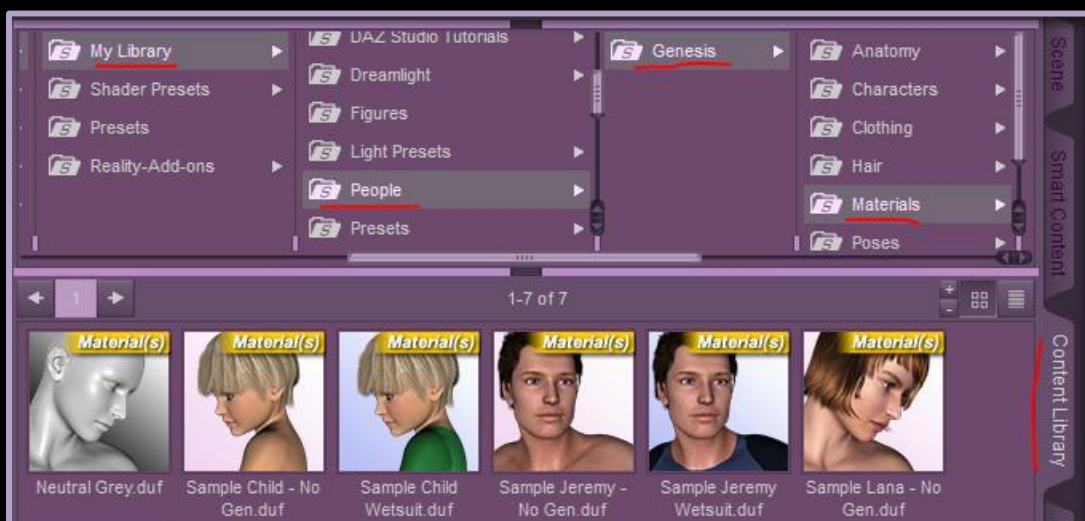 My Library
Shader Presets
Presets
Reality-Add-ons
DAZ Studio Tutorials
Dreamlight
Figures
Light Presets
People
Presets
Genesis
Anatomy
Characters
Clothing
Hair
Materials
Poses
Scene
Smart Content
Content Library
1
1-7 of 7
Material(s)
Material(s)
Material(s)
Material(s)
Material(s)
Material(s)
Neutral Grey.duf
Sample Child - No
Gen.duf
Sample Child
Wetsuit.duf
Sample Jeremy -
No Gen.duf
Sample Jeremy
Wetsuit.duf
Sample Lana - No
Gen.duf